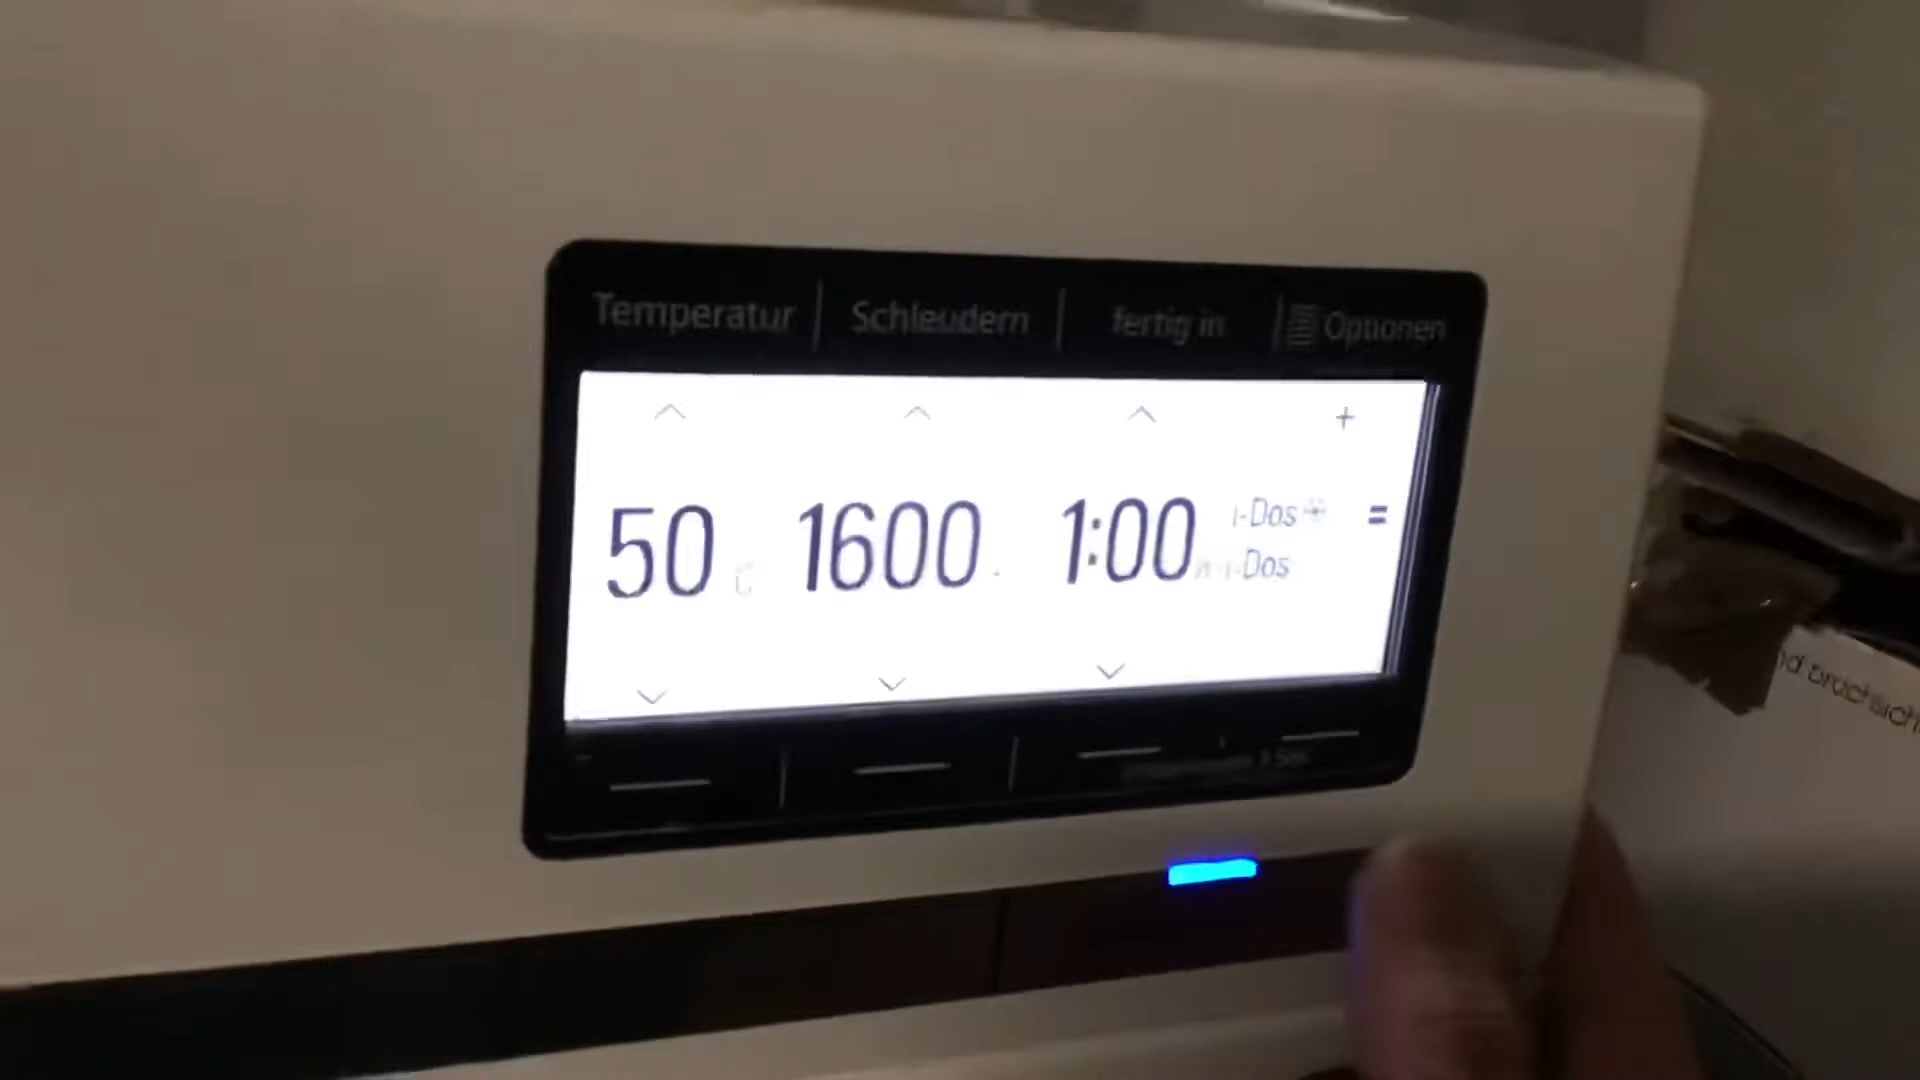 Temperatur Schleudern fertig in Optionen
+
50 C 1600 1:00 i-Dos =
i-Dos